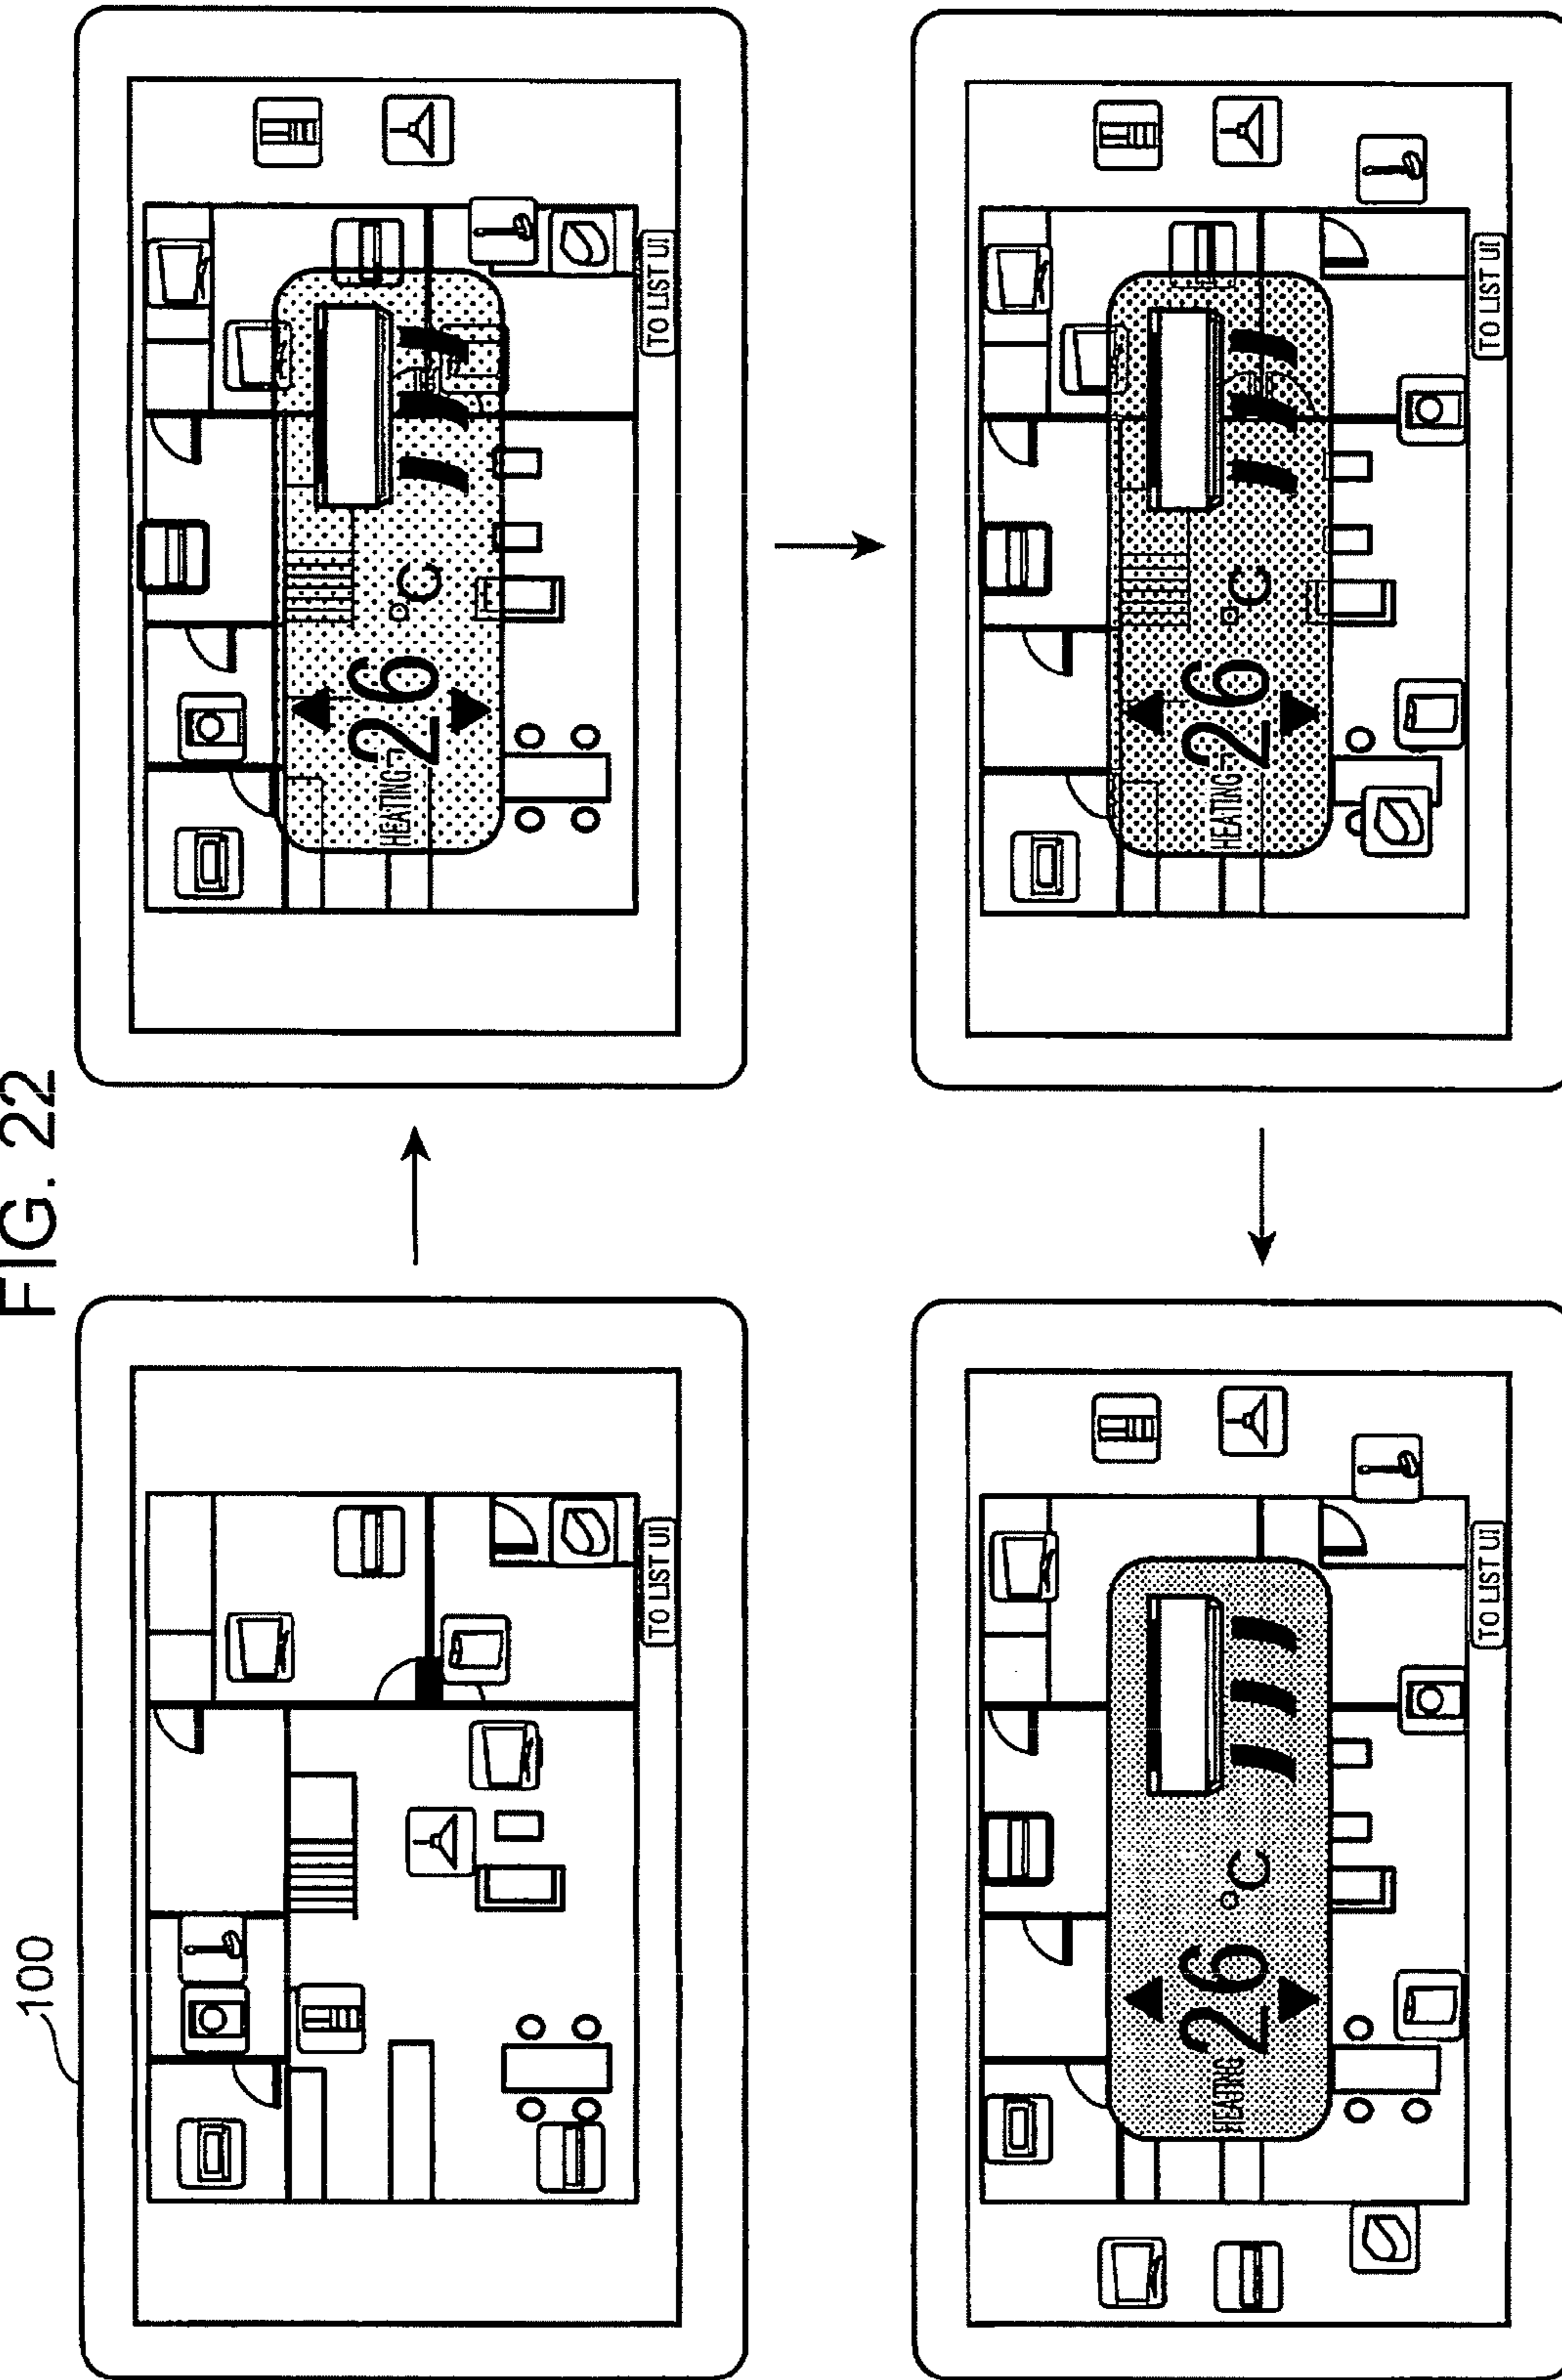 FIG. 22
100
TO LIST UI
HEATING
26 °C
TO LIST UI
HEATING
26 °C
TO LIST UI
HEATING
26 °C
TO LIST UI